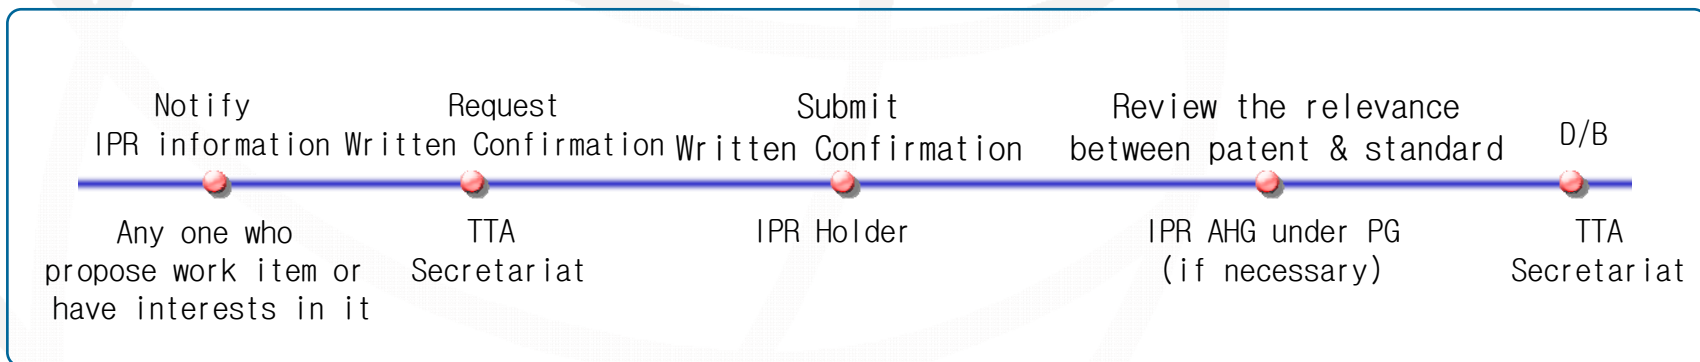 Notify
IPR information
Request
Written Confirmation
Submit
Written Confirmation
Review the relevance
between patent & standard
D/B
Any one who
propose work item or
have interests in it
TTA
Secretariat
IPR Holder
IPR AHG under PG
(if necessary)
TTA
Secretariat